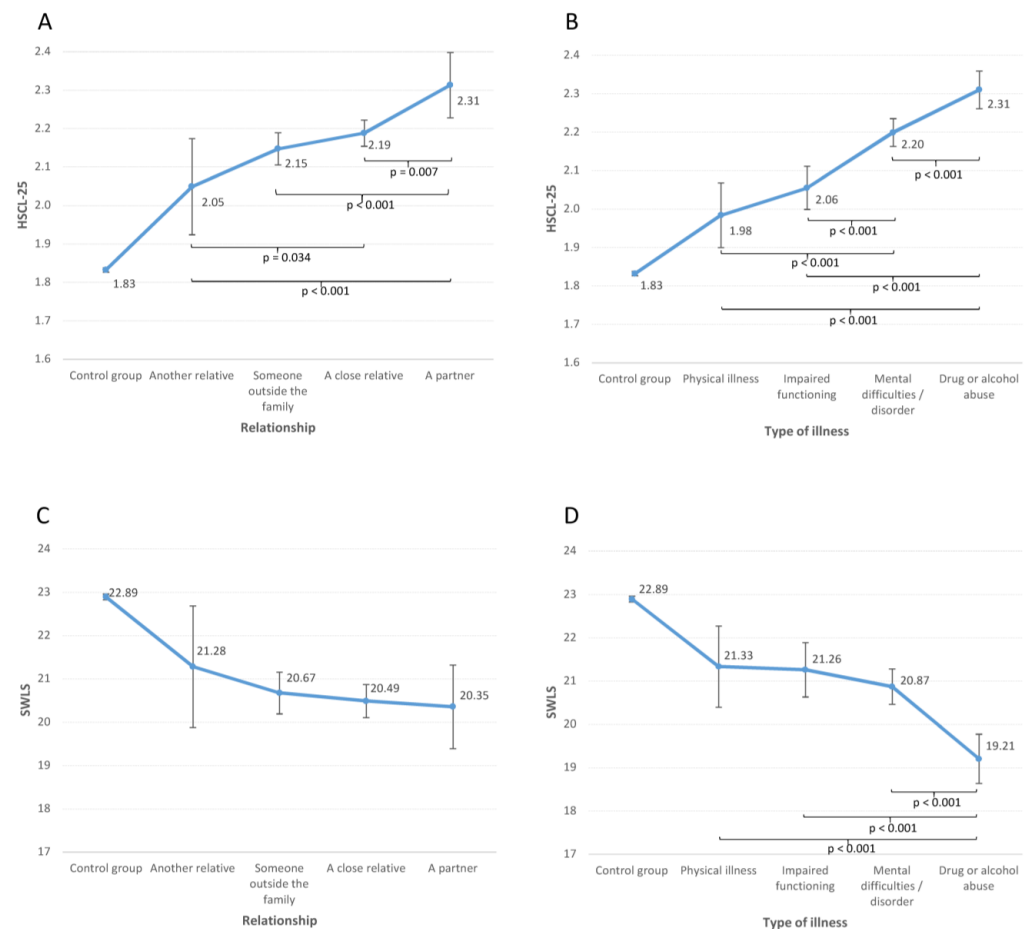 A
HSCL-25
2.4
2.3
2.2
2.1
2.0
1.9
1.8
1.7
1.6
1.83
2.05
2.15
2.19
2.31
p = 0.007
p < 0.001
p = 0.034
p < 0.001
Control group
Another relative
Someone
outside the
family
A close relative
A partner
Relationship
B
HSCL-25
2.4
2.3
2.2
2.1
2.0
1.9
1.8
1.7
1.6
1.83
1.98
2.06
2.20
2.31
p < 0.001
p < 0.001
p < 0.001
p < 0.001
p < 0.001
Control group
Physical illness
Impaired
functioning
Mental
difficulties /
disorder
Drug or alcohol
abuse
Type of illness
C
SWLS
24
23
22
21
20
19
18
17
22.89
21.28
20.67
20.49
20.35
Control group
Another relative
Someone
outside the
family
A close relative
A partner
Relationship
D
SWLS
24
23
22
21
20
19
18
17
22.89
21.33
21.26
20.87
19.21
p < 0.001
p < 0.001
p < 0.001
Control group
Physical illness
Impaired
functioning
Mental
difficulties /
disorder
Drug or alcohol
abuse
Type of illness